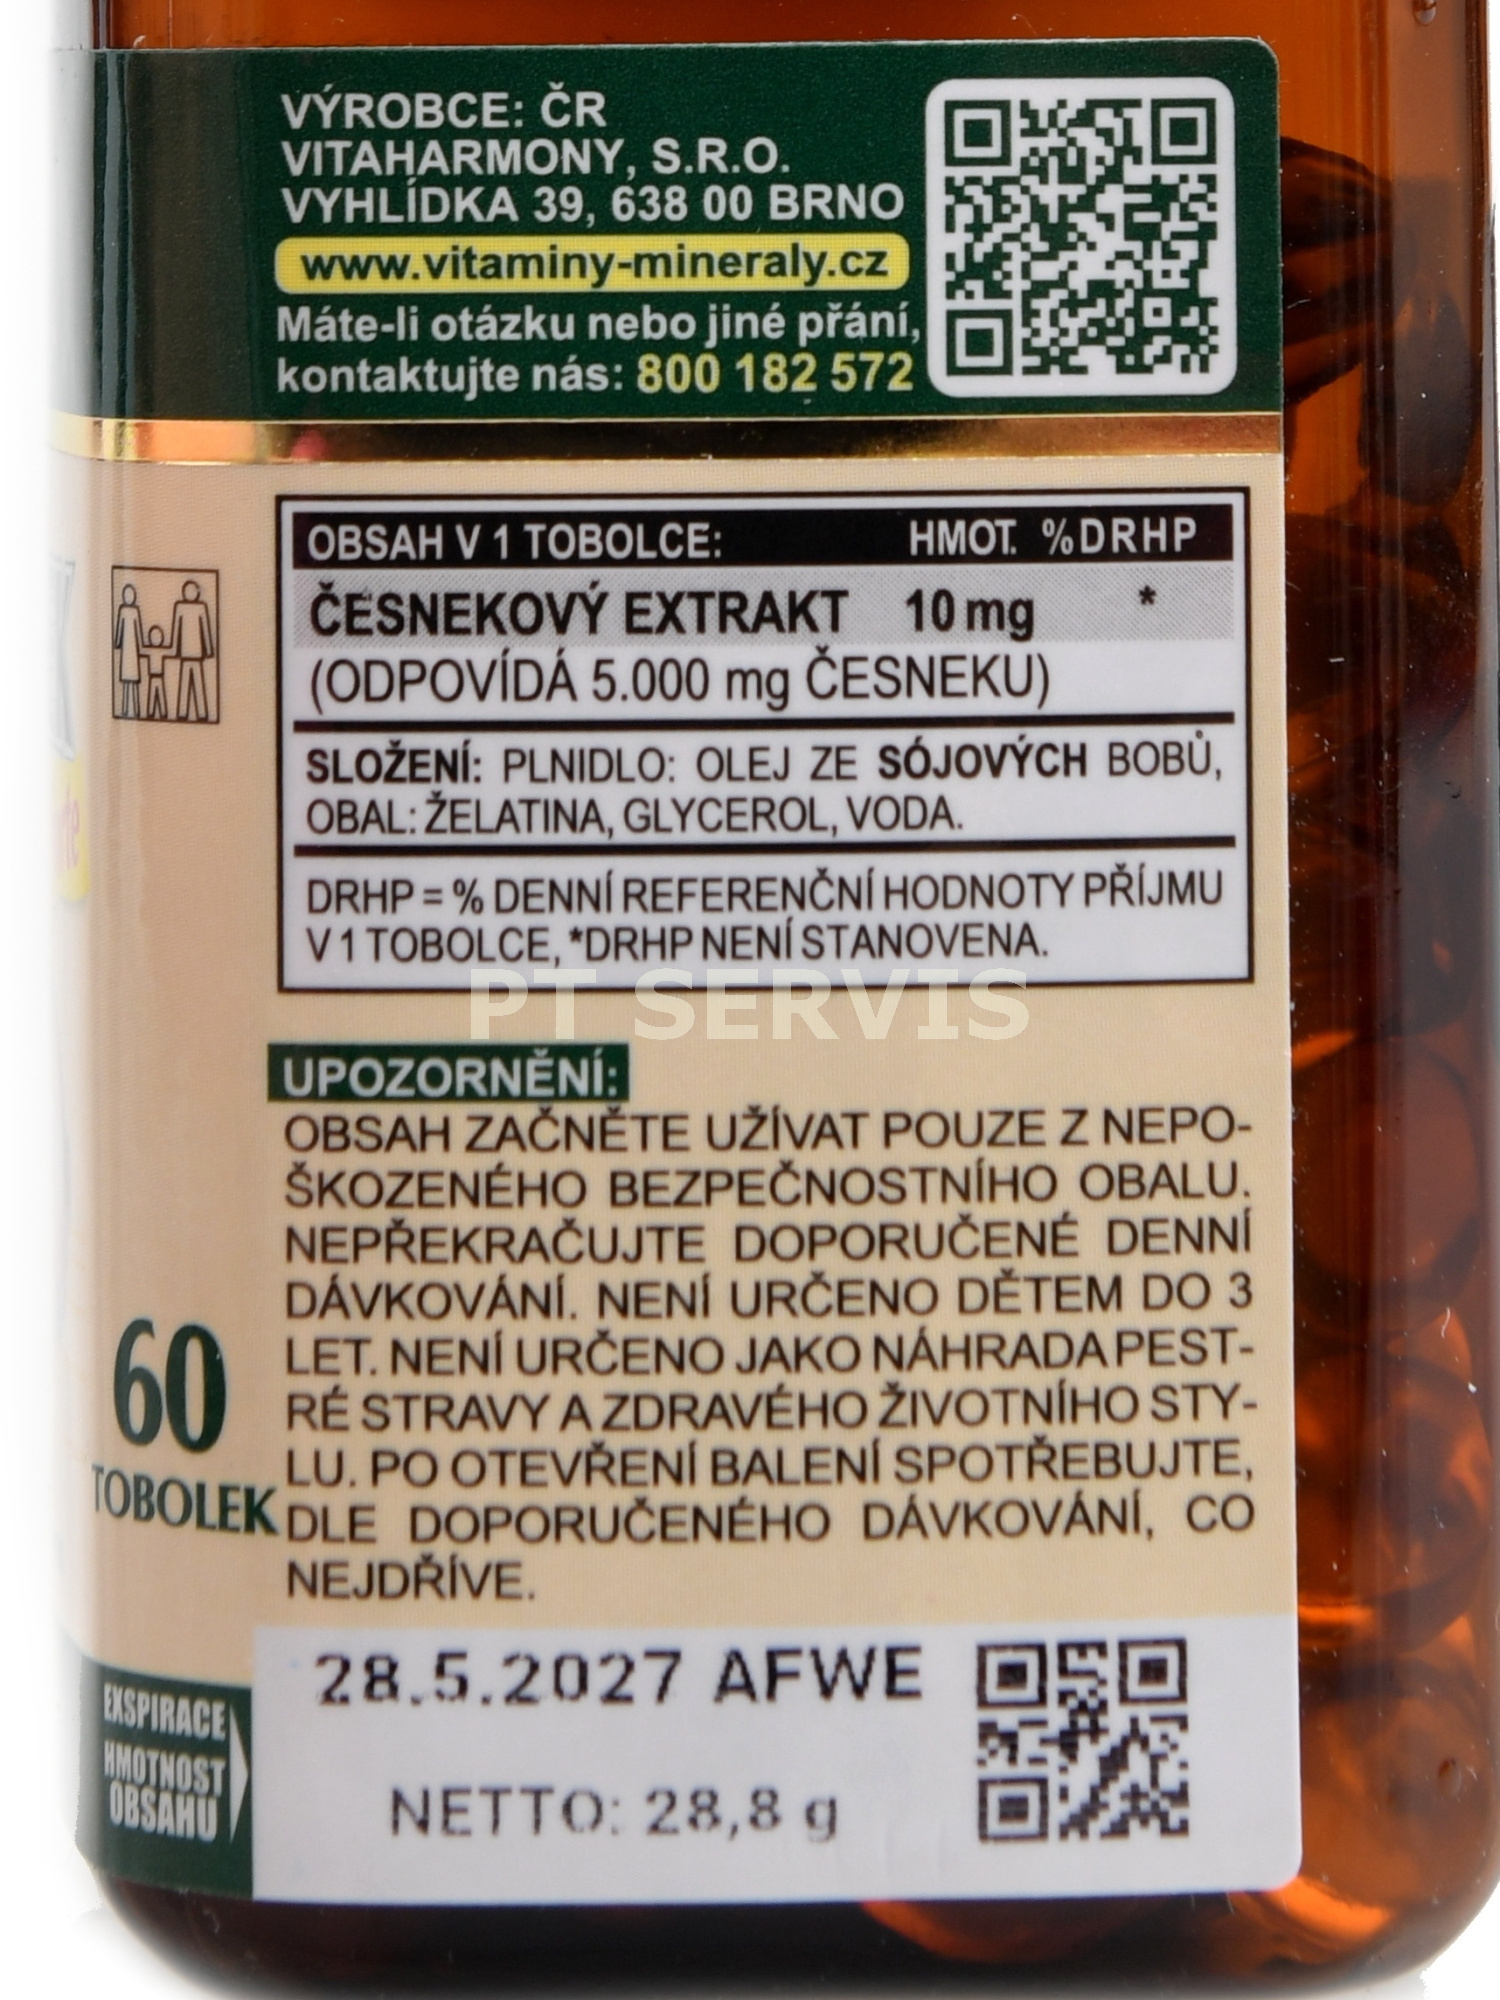 VÝROBCE: ČR
VITAHARMONY, S.R.O.
VYHLÍDKA 39, 638 00 BRNO
www.vitaminy-mineraly.cz
Máte-li otázku nebo jiné přání,
kontaktujte nás: 800 182 572
OBSAH V 1 TOBOLCE: HMOT. %DRHP
ČESNEKOVÝ EXTRAKT 10 mg *
(ODPOVÍDÁ 5.000 mg ČESNEKU)
SLOŽENÍ: PLNIDLO: OLEJ ZE SÓJOVÝCH BOBŮ,
OBAL: ŽELATINA, GLYCEROL, VODA.
DRHP = % DENNÍ REFERENČNÍ HODNOTY PŘÍJMU
V 1 TOBOLCE, *DRHP NENÍ STANOVENA.
PT SERVIS
UPOZORNĚNÍ:
OBSAH ZAČNĚTE UŽÍVAT POUZE Z NEPO-
ŠKOZENÉHO BEZPEČNOSTNÍHO OBALU.
NEPŘEKRAČUJTE DOPORUČENÉ DENNÍ
DÁVKOVÁNÍ. NENÍ URČENO DĚTEM DO 3
LET. NENÍ URČENO JAKO NÁHRADA PEST-
RÉ STRAVY A ZDRAVÉHO ŽIVOTNÍHO STY-
LU. PO OTEVŘENÍ BALENÍ SPOTŘEBUJTE,
DLE DOPORUČENÉHO DÁVKOVÁNÍ, CO
NEJDŘÍVE.
60
TOBOLEK
EXSPIRACE
HMOTNOST
OBSAHU
28.5.2027 AFWE
NETTO: 28,8 g